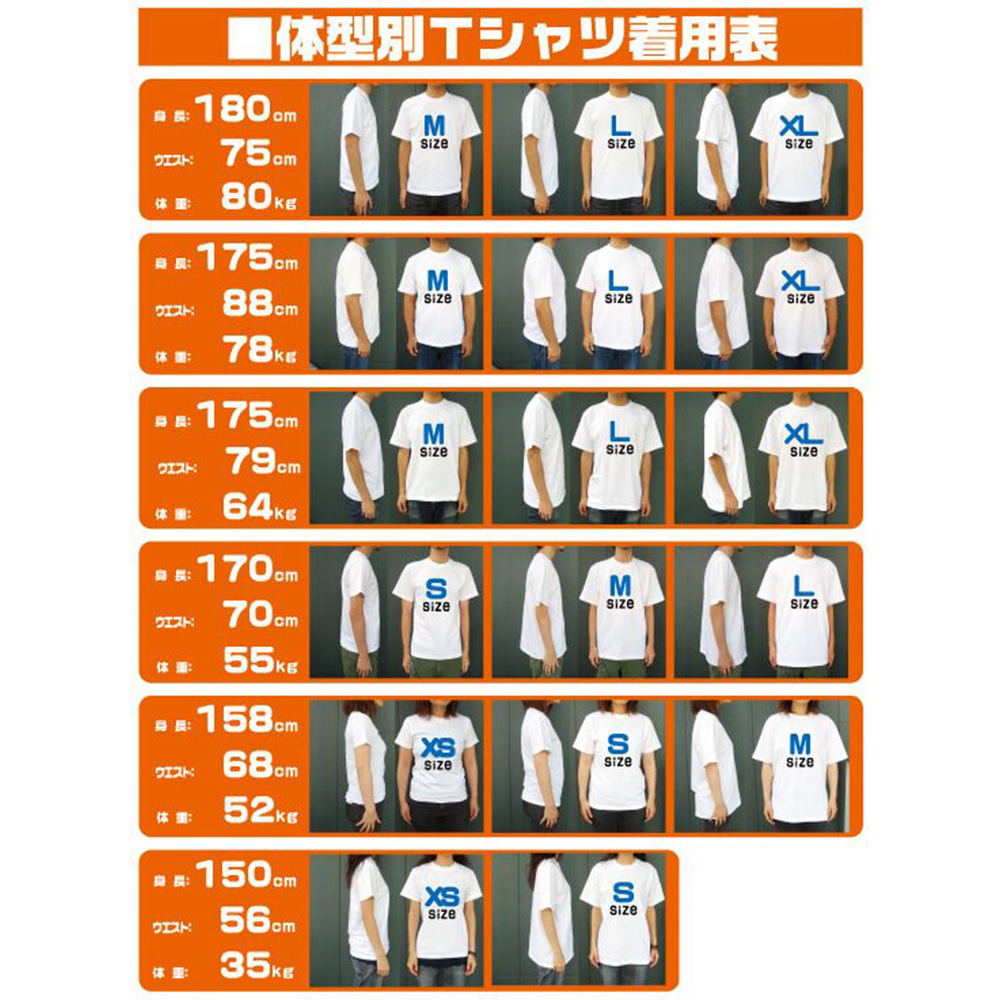 ■体型別Tシャツ着用表
身長:180cm
ウエスト:75cm
体重:80kg
M
size
L
size
XL
size
身長:175cm
ウエスト:88cm
体重:78kg
M
size
L
size
XL
size
身長:175cm
ウエスト:79cm
体重:64kg
M
size
L
size
XL
size
身長:170cm
ウエスト:70cm
体重:55kg
S
size
M
size
L
size
身長:158cm
ウエスト:68cm
体重:52kg
XS
size
S
size
M
size
身長:150cm
ウエスト:56cm
体重:35kg
XS
size
S
size